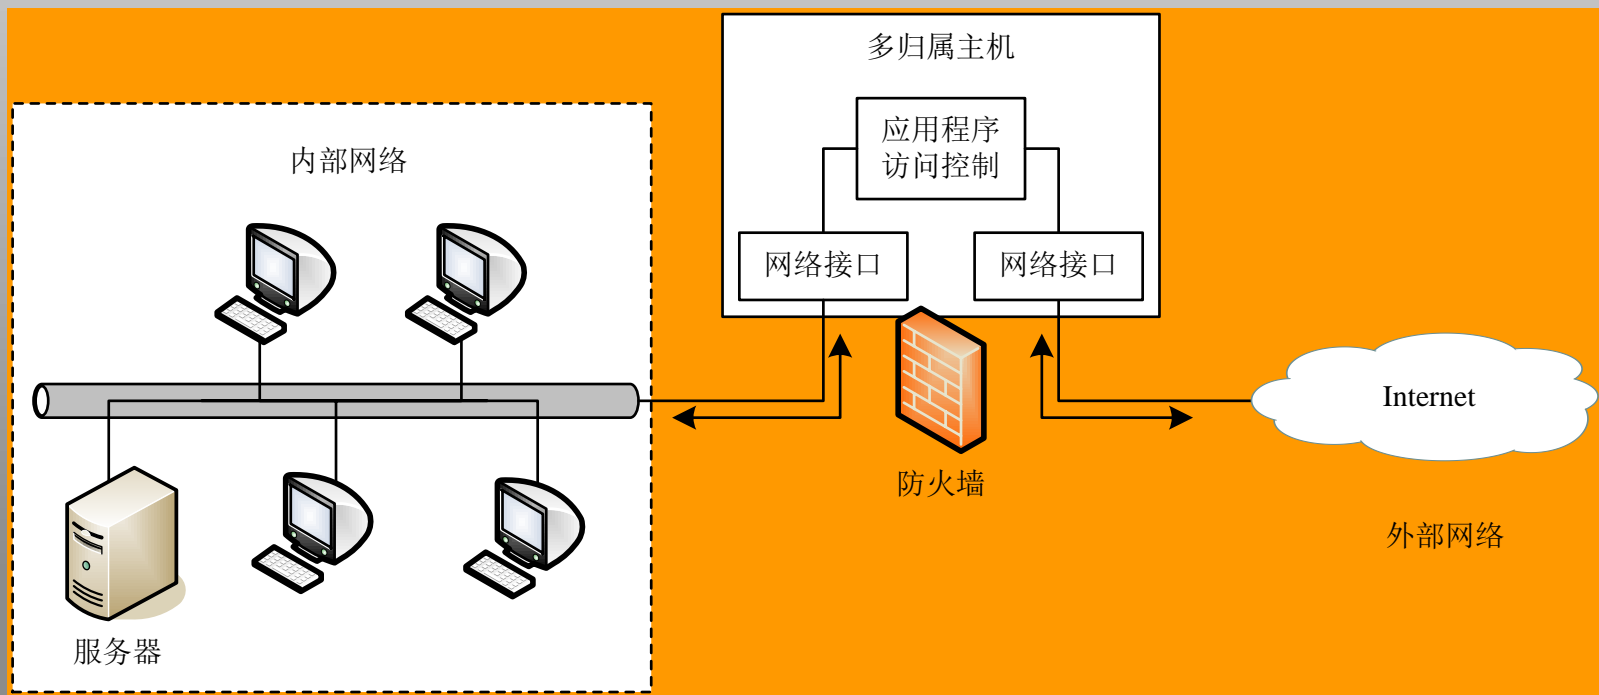 多归属主机
应用程序
访问控制
内部网络
网络接口
网络接口
Internet
防火墙
外部网络
服务器